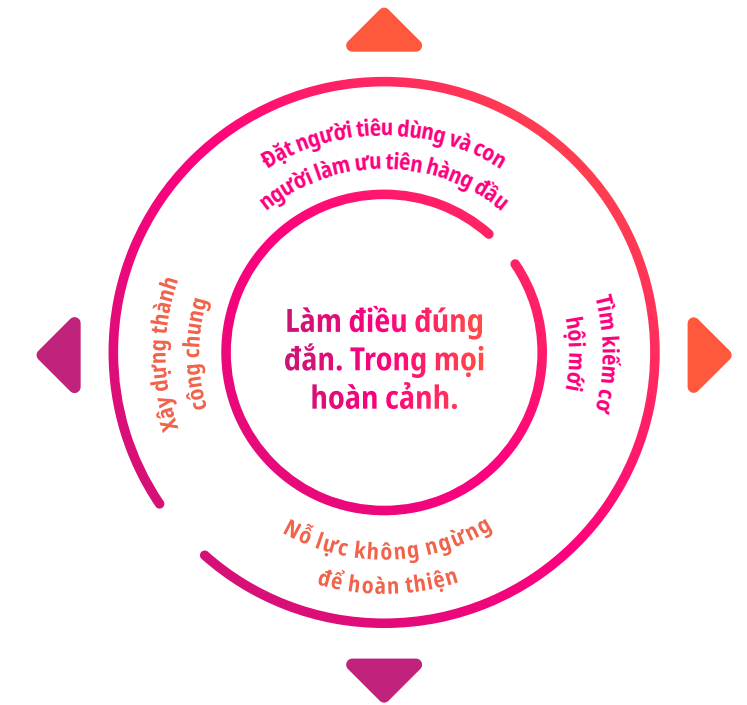 Đặt người tiêu dùng và con
người làm ưu tiên hàng đầu
Tìm kiếm cơ
hội mới
Làm điều đúng
đắn. Trong mọi
hoàn cảnh.
Xây dựng thành
công chung
Nỗ lực không ngừng
để hoàn thiện